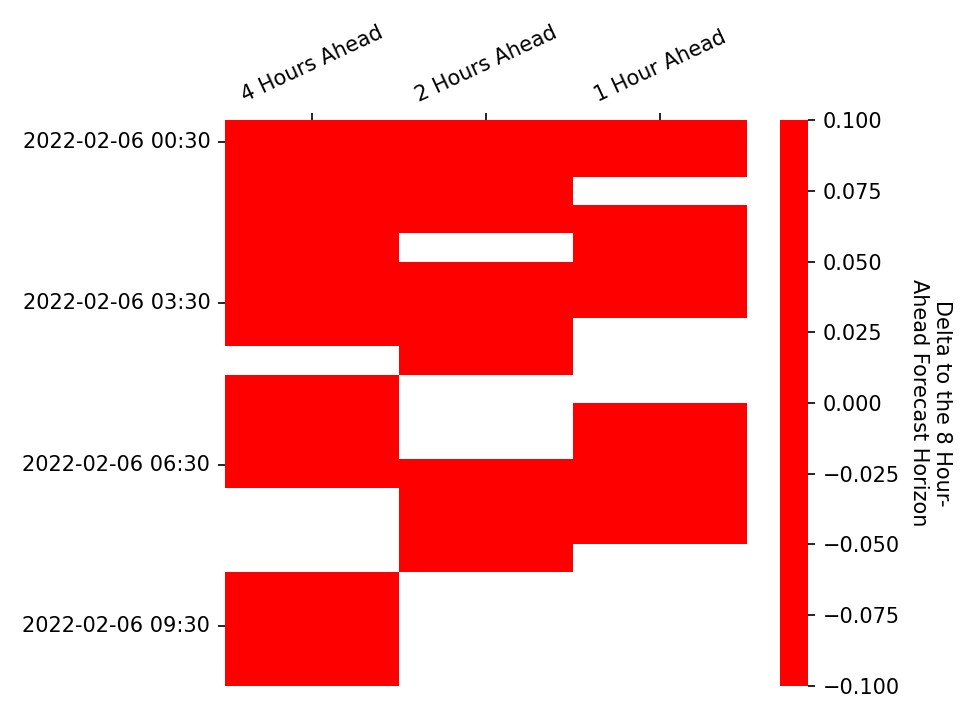 4 Hours Ahead
2 Hours Ahead
1 Hour Ahead
2022-02-06 00:30
2022-02-06 03:30
2022-02-06 06:30
2022-02-06 09:30
0.100
0.075
0.050
0.025
0.000
−0.025
−0.050
−0.075
−0.100
Delta to the 8 Hour-
Ahead Forecast Horizon